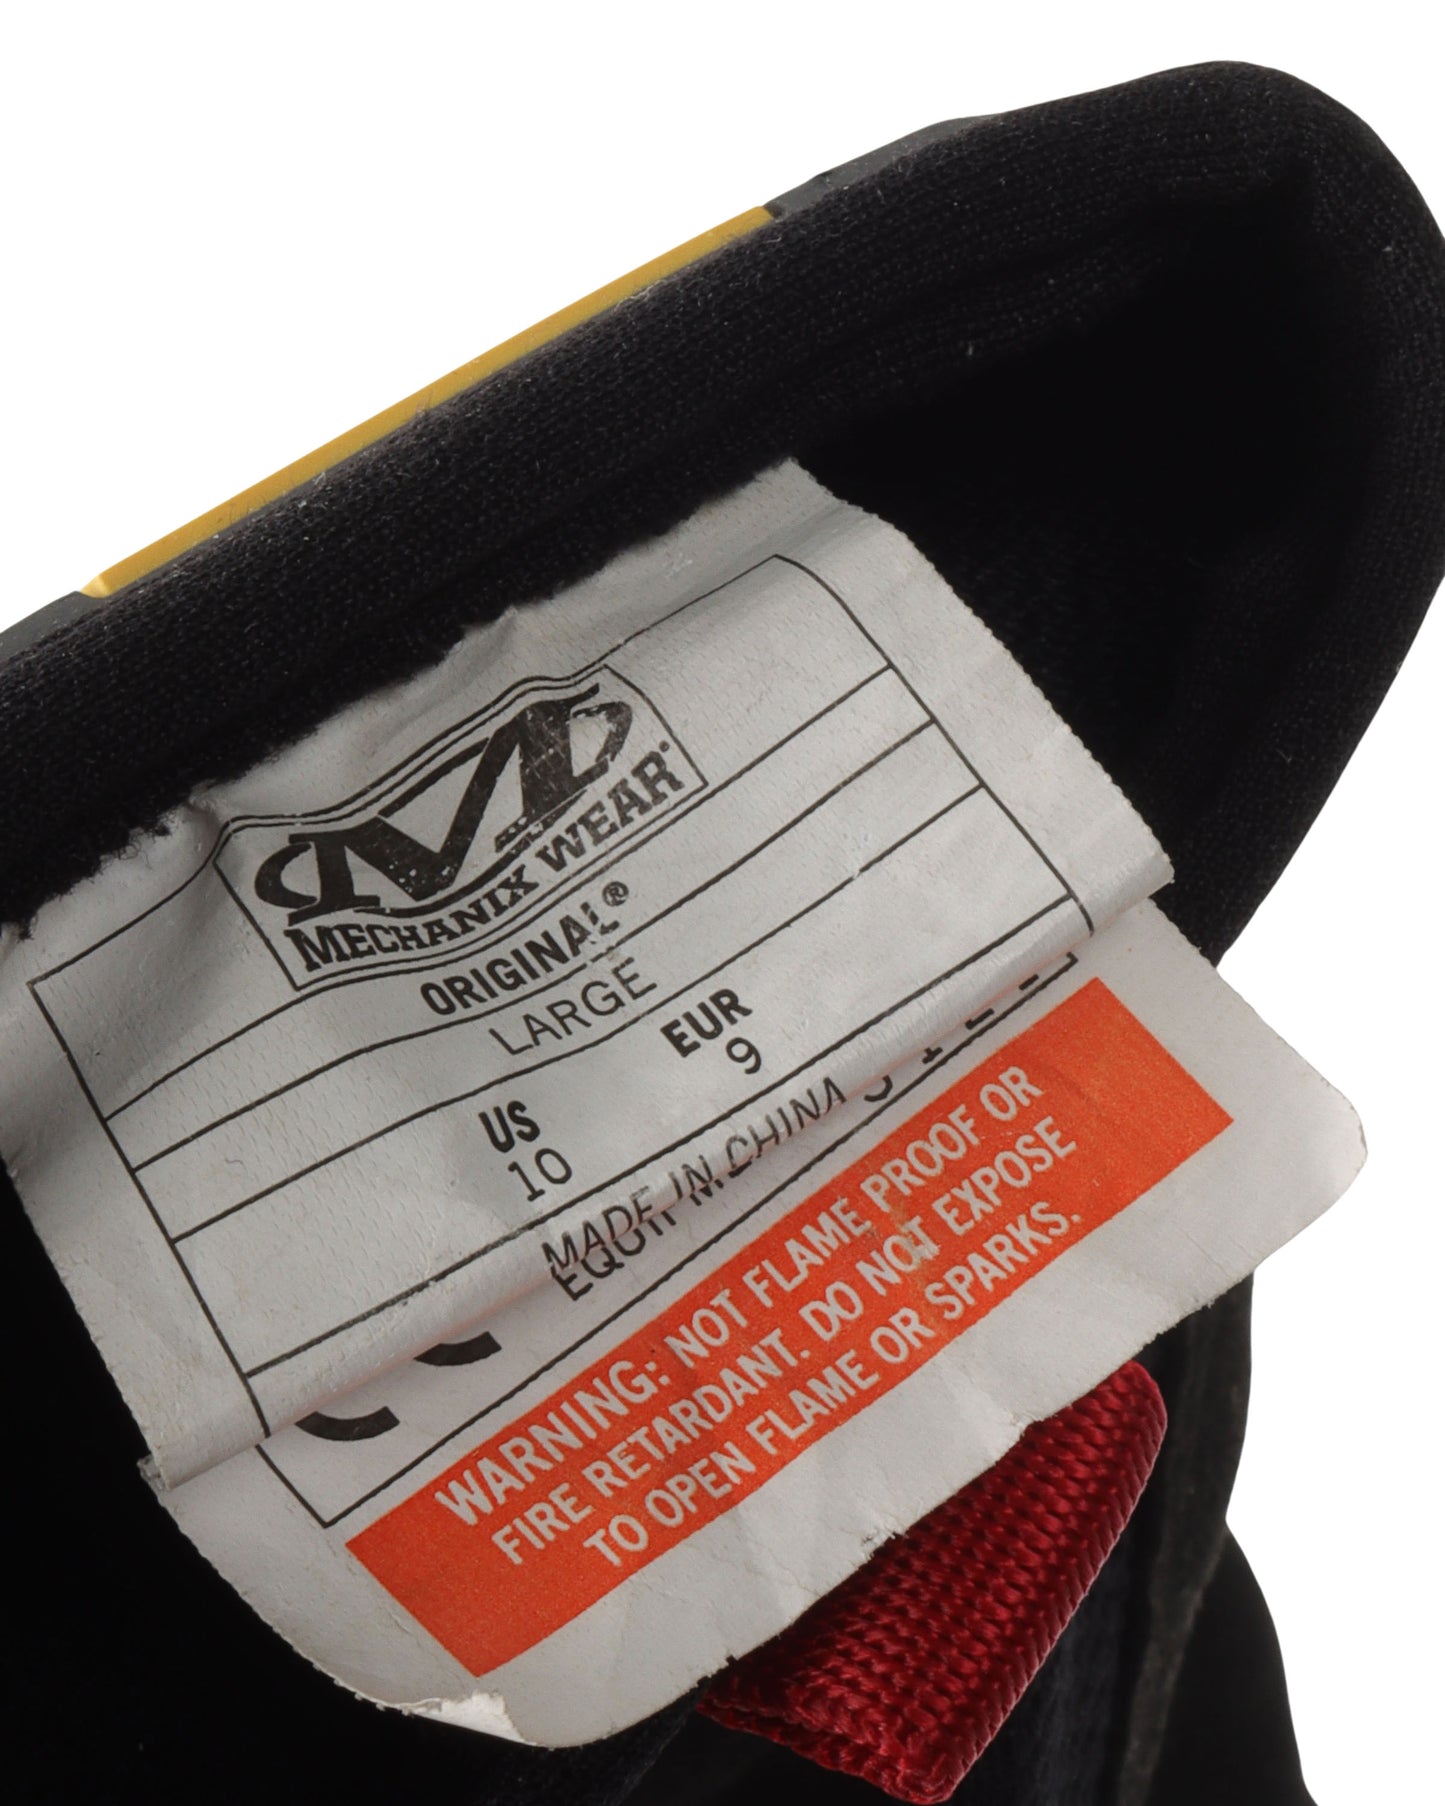 MECHANIX WEAR
ORIGINAL®
LARGE
US EUR
10 9
MADE IN CHINA
WARNING: NOT FLAME PROOF OR
FIRE RETARDANT. DO NOT EXPOSE
TO OPEN FLAME OR SPARKS.